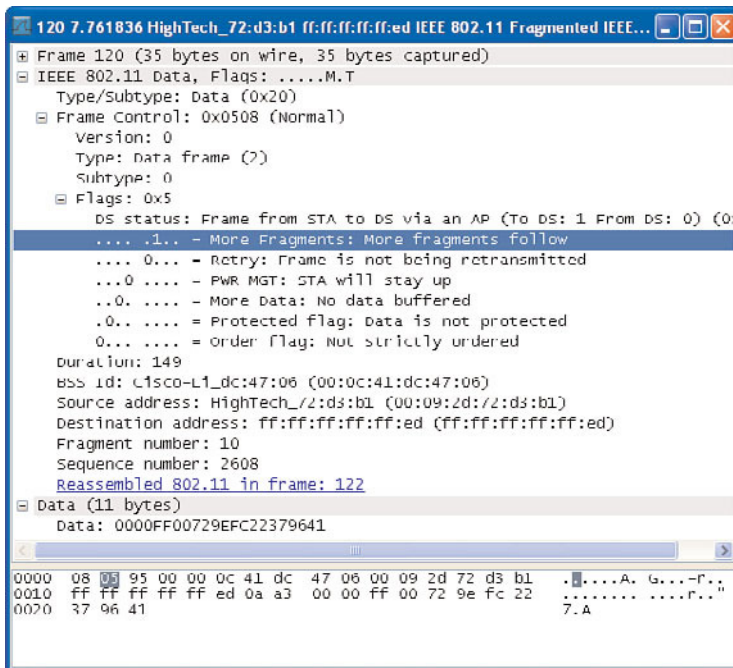 120 7.761836 HighTech_72:d3:b1 ff:ff:ff:ff:ff:ed IEEE 802.11 Fragmented IEEE...
Frame 120 (35 bytes on wire, 35 bytes captured)
IEEE 802.11 Data, Flags: .....M.T
Type/Subtype: Data (0x20)
Frame Control: 0x0508 (Normal)
Version: 0
Type: Data frame (2)
Subtype: 0
Flags: 0x5
DS status: Frame from STA to DS via an AP (To DS: 1 From DS: 0) (0
.... .1.. = More Fragments: More fragments follow
.... 0... = Retry: Frame is not being retransmitted
...0 .... = PWR MGT: STA will stay up
..0. .... = More Data: No data buffered
.0.. .... = Protected flag: Data is not protected
0... .... = Order flag: Not strictly ordered
Duration: 149
BSS Id: Cisco-Li_dc:47:06 (00:0c:41:dc:47:06)
Source address: HighTech_72:d3:b1 (00:09:2d:72:d3:b1)
Destination address: ff:ff:ff:ff:ff:ed (ff:ff:ff:ff:ff:ed)
Fragment number: 10
Sequence number: 2608
Reassembled 802.11 in frame: 122
Data (11 bytes)
Data: 0000FF00729EFC22379641
0000 08 05 95 00 00 0c 41 dc 47 06 00 09 2d 72 d3 b1 ......A. G...-r..
0010 ff ff ff ff ff ed 0a a3 00 00 ff 00 72 9e fc 22 ........ ....r.."
0020 37 96 41 7.A